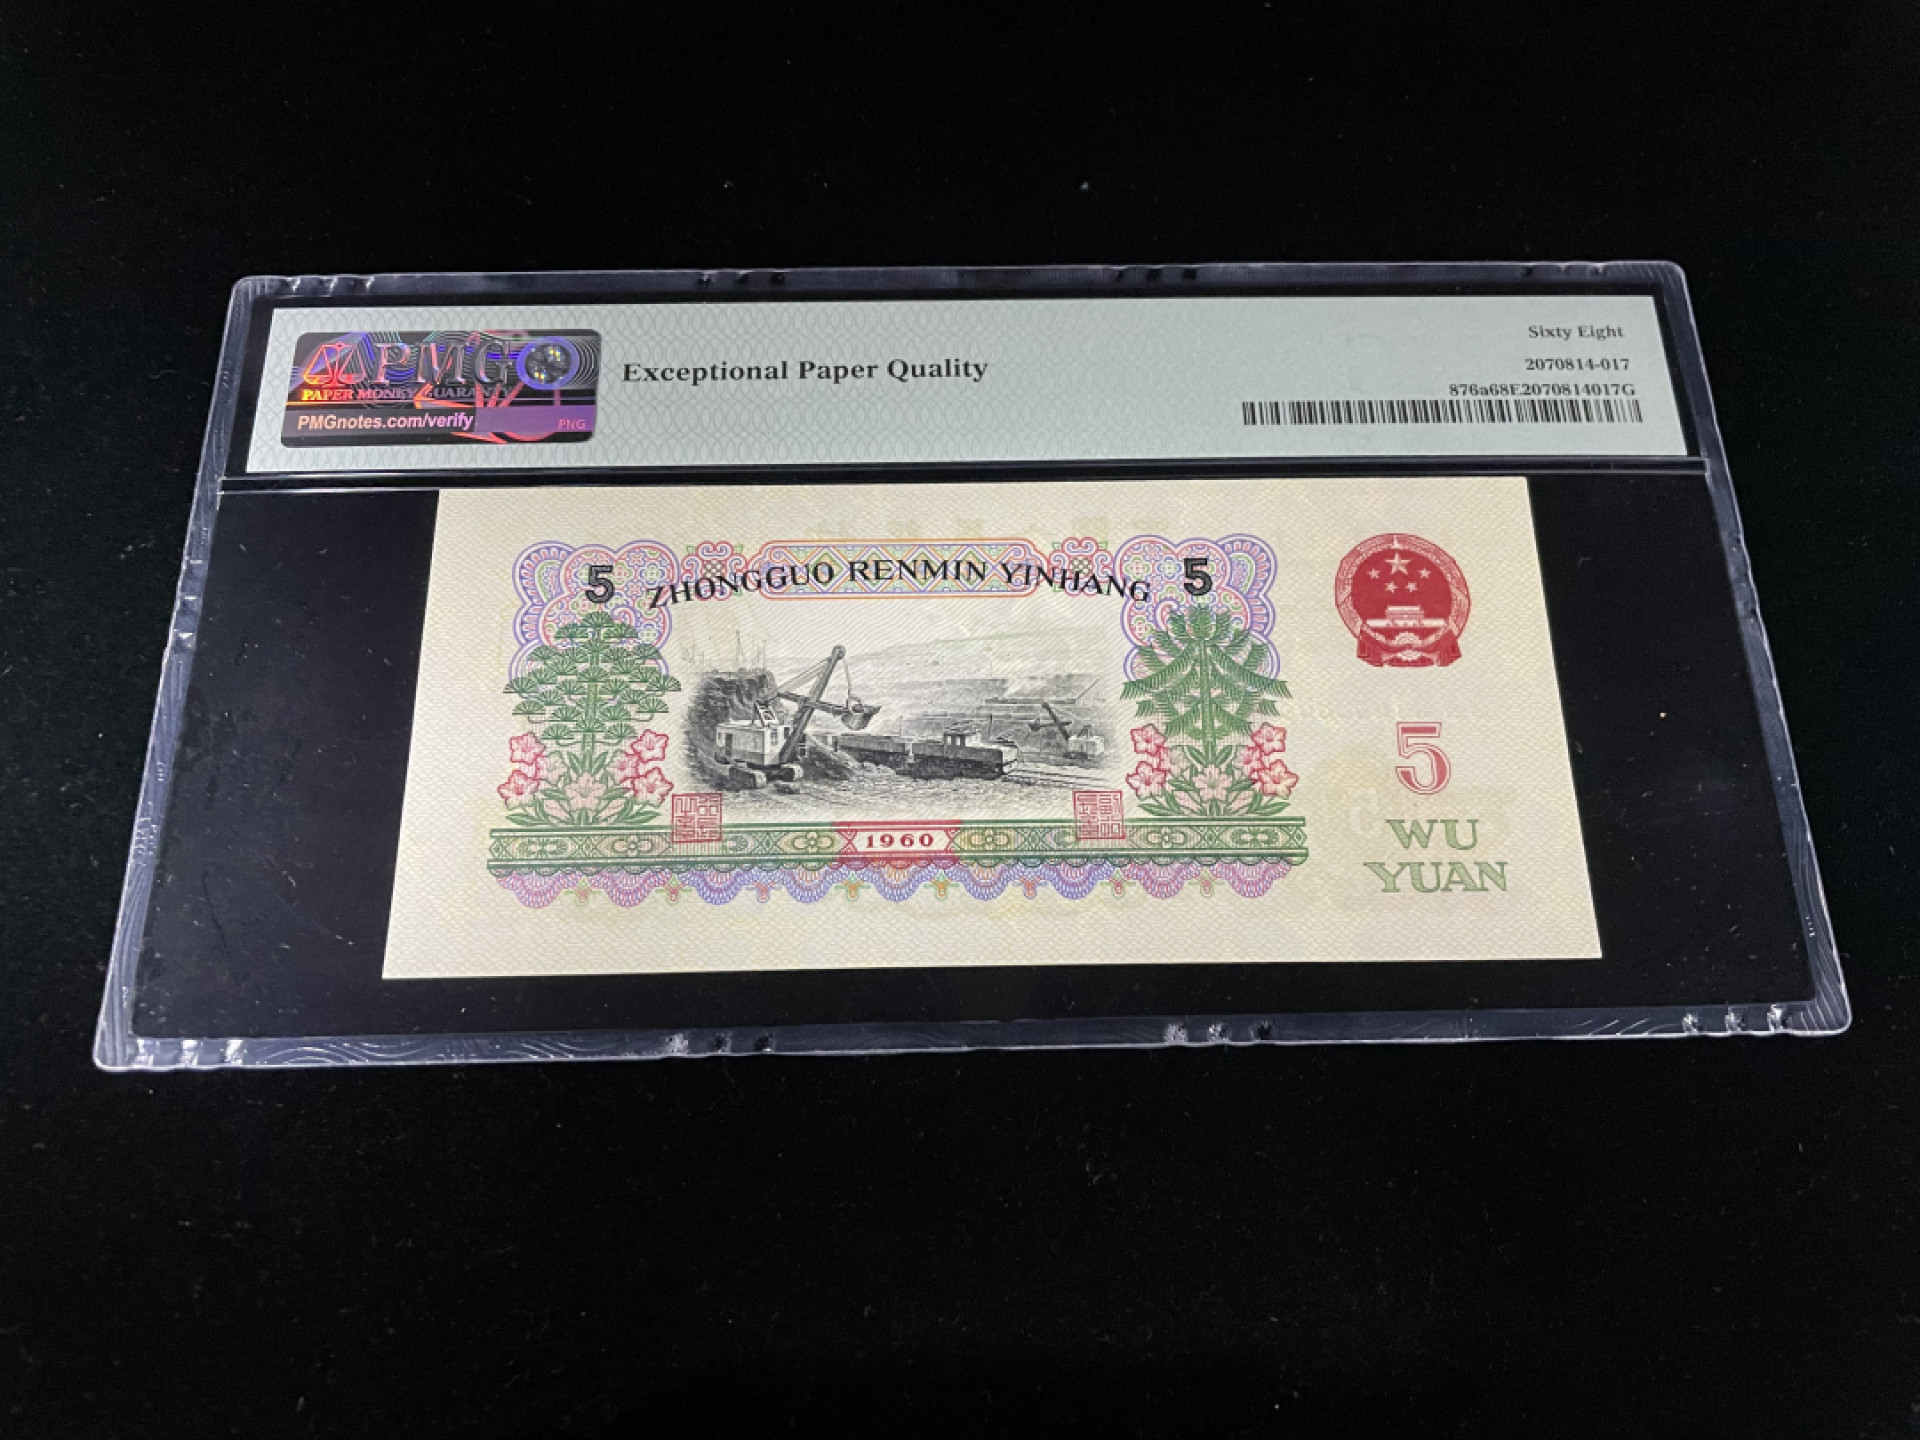 PMG
PAPER MONEY GUARANTY
PMGnotes.com/verify
PNG
Exceptional Paper Quality
Sixty Eight
2070814-017
876a68E2070814017G
5 ZHONGGUO RENMIN YINHANG 5
1960
5
WU
YUAN